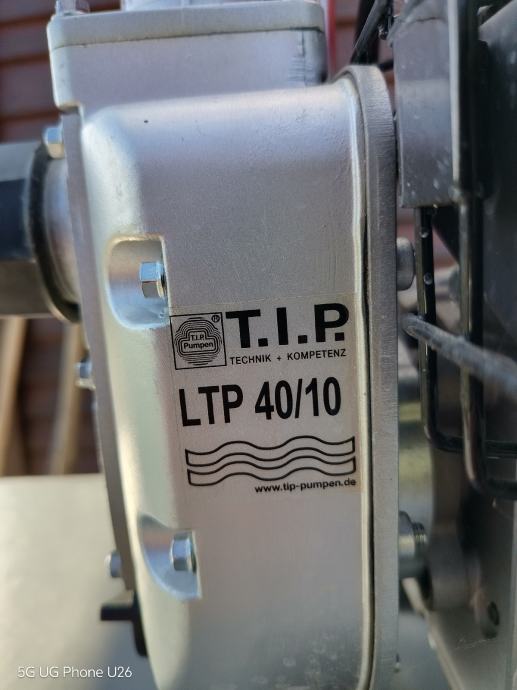 T.I.P. ®
Pumpen
T.I.P.
TECHNIK + KOMPETENZ
LTP 40/10
www.tip-pumpen.de
5G UG Phone U26